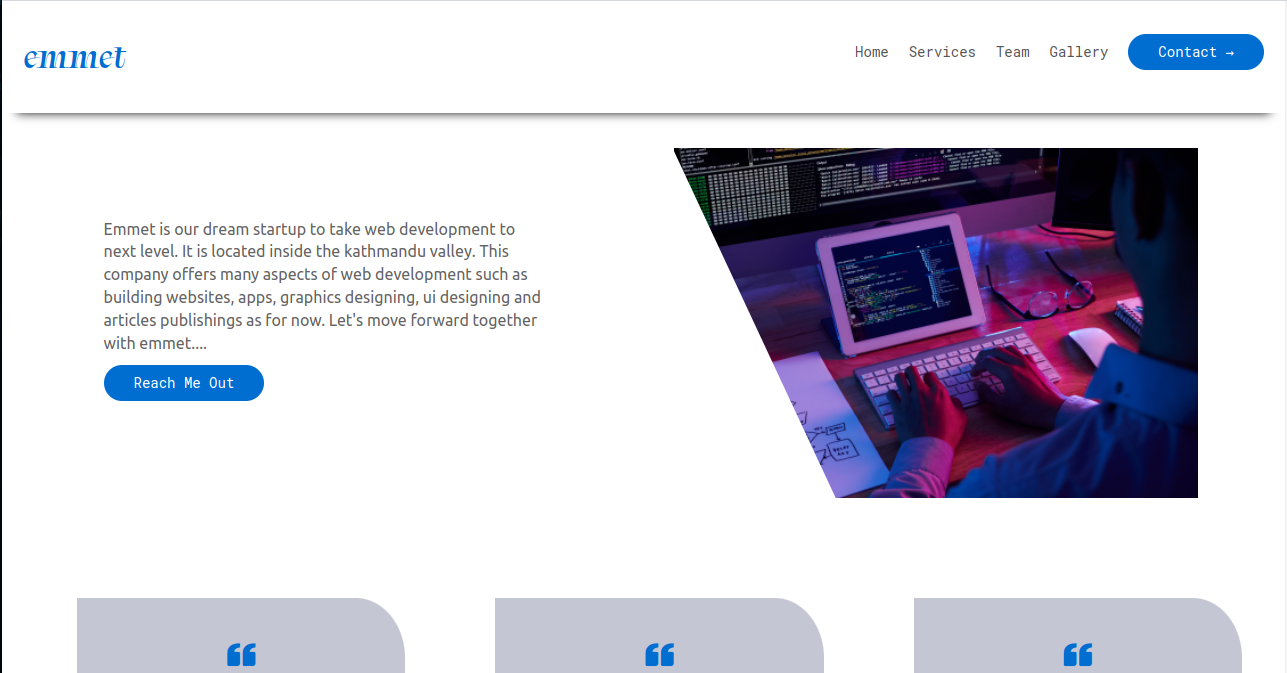 emmet
Home Services Team Gallery Contact →
Emmet is our dream startup to take web development to
next level. It is located inside the kathmandu valley. This
company offers many aspects of web development such as
building websites, apps, graphics designing, ui designing and
articles publishings as for now. Let's move forward together
with emmet....
Reach Me Out